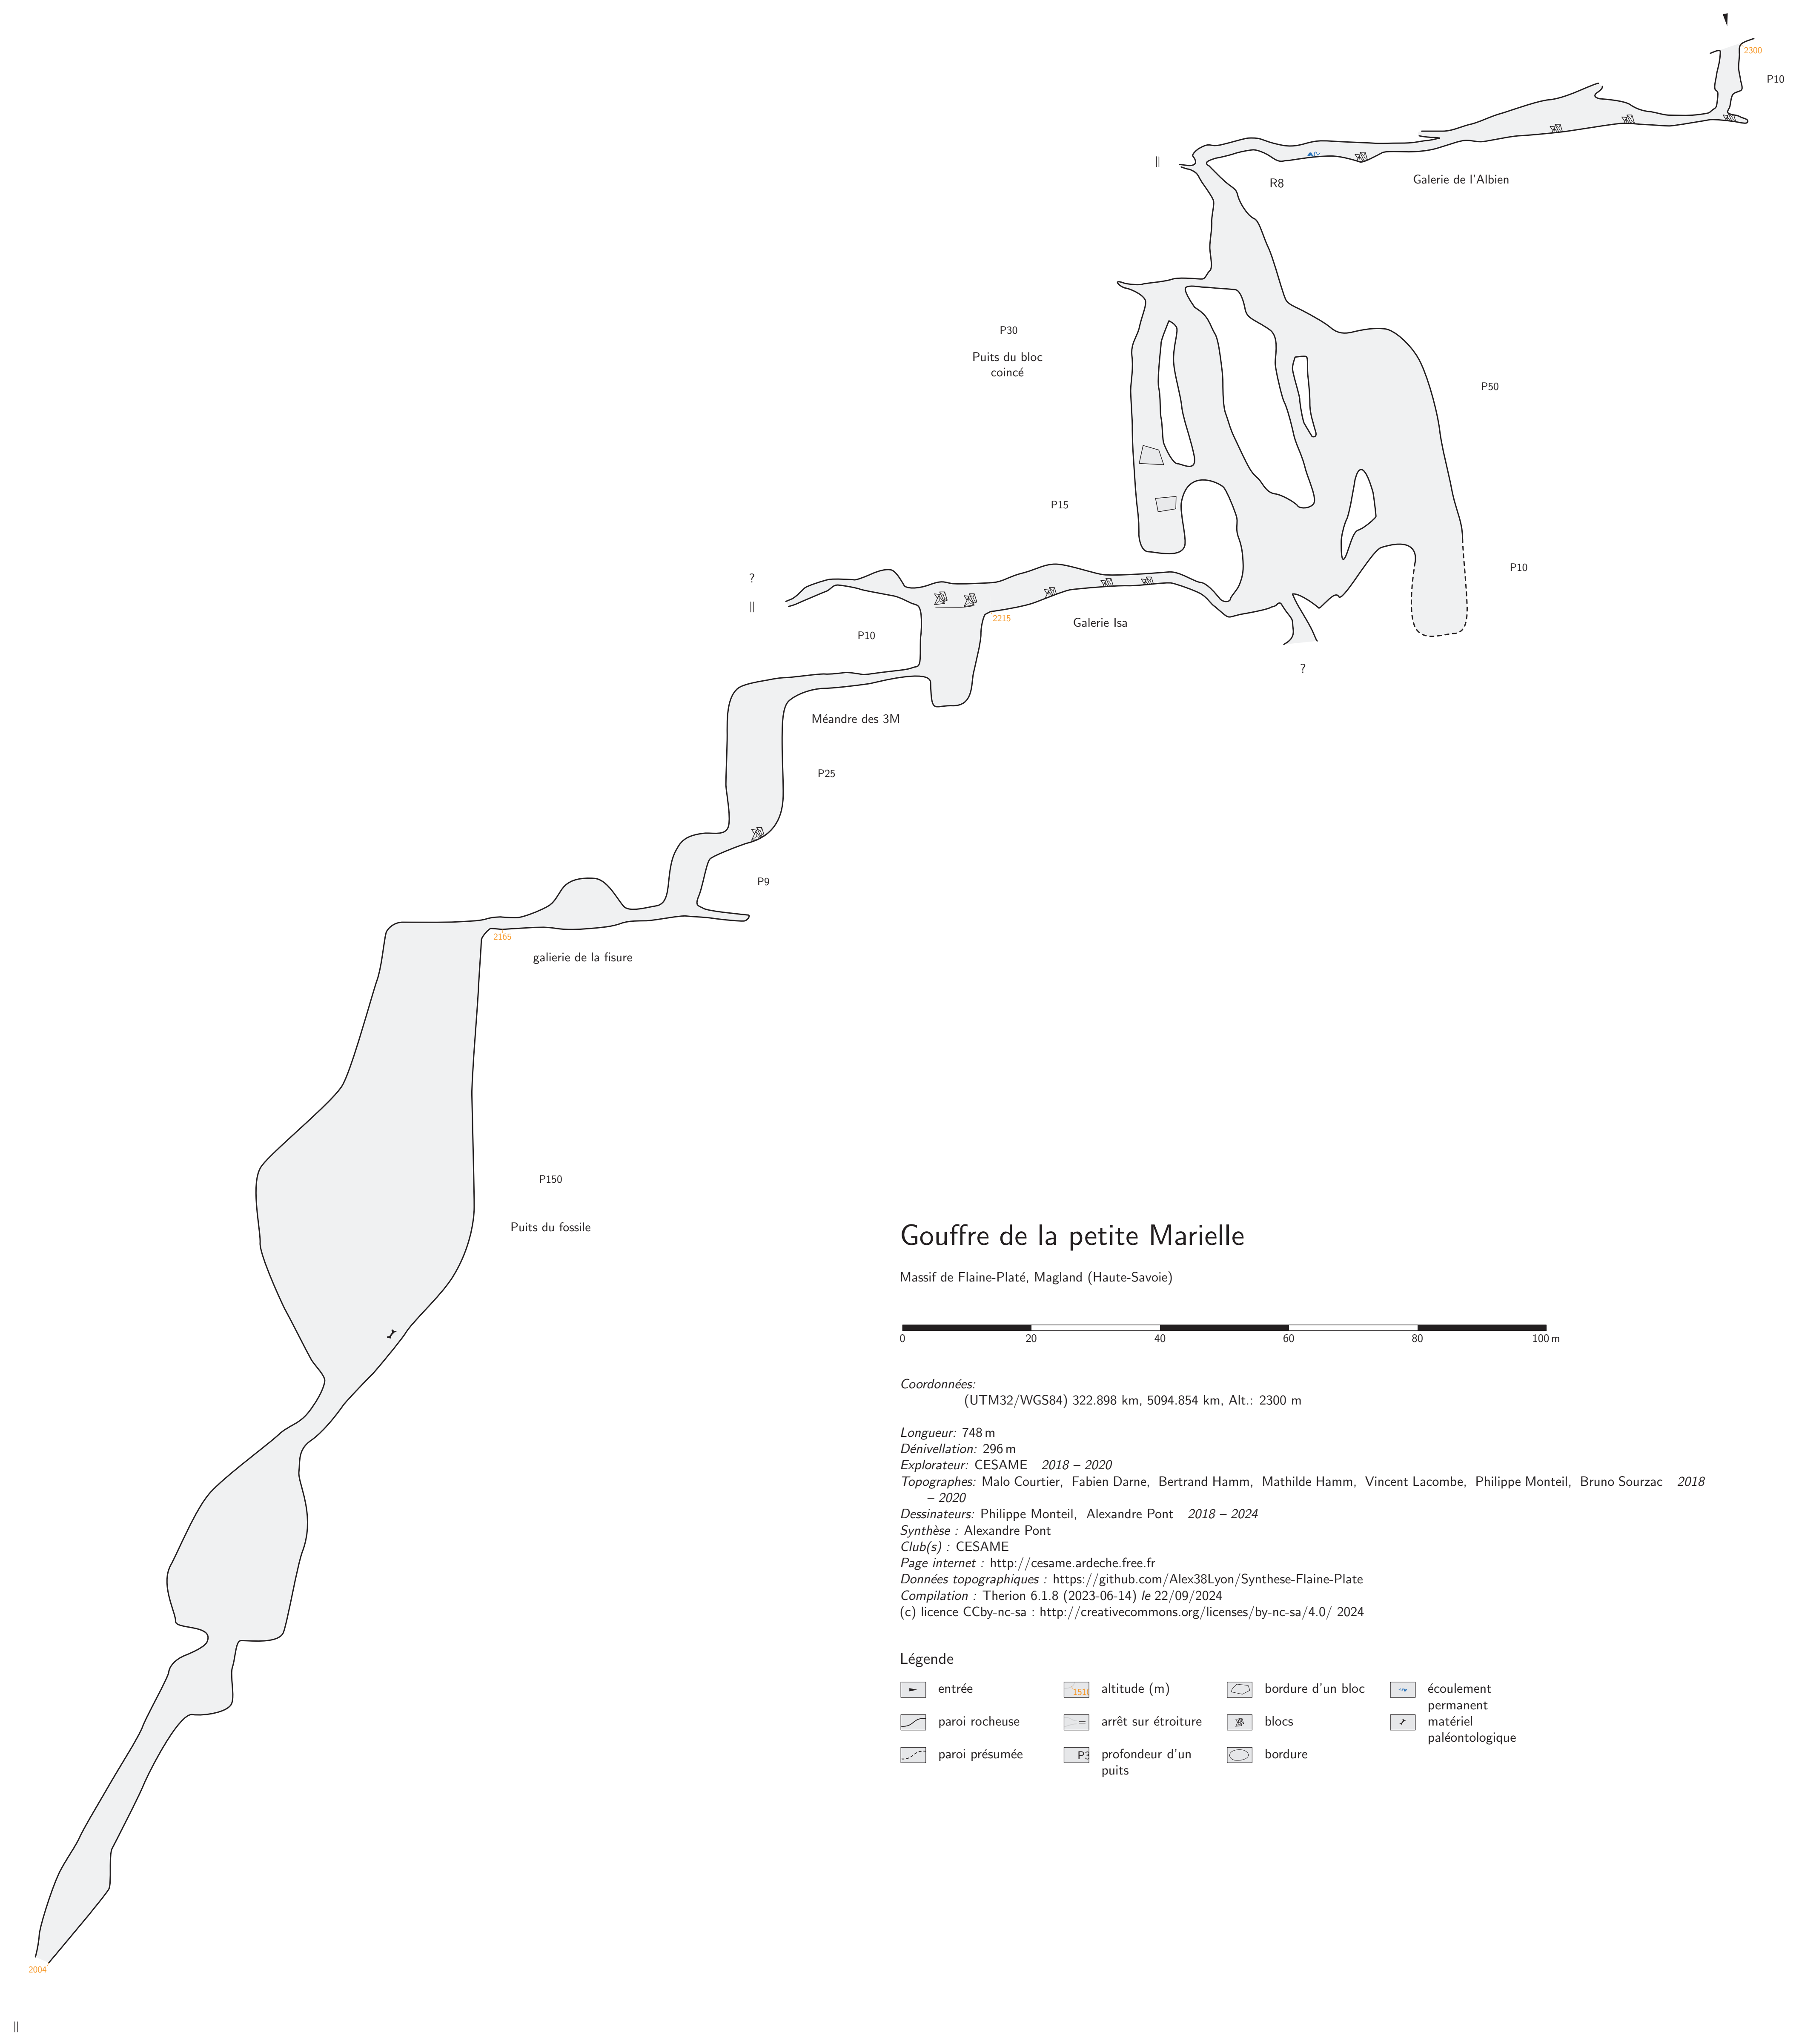 2300
P10
||
R8
Galerie de l'Albien
P30
Puits du bloc
coincé
P50
P15
P10
?
||
2215
Galerie Isa
P10
?
Méandre des 3M
P25
P9
2165
galierie de la fisure
P150
Puits du fossile
Gouffre de la petite Marielle
Massif de Flaine-Platé, Magland (Haute-Savoie)
0 20 40 60 80 100 m
Coordonnées:
(UTM32/WGS84) 322.898 km, 5094.854 km, Alt.: 2300 m
Longueur: 748 m
Dénivellation: 296 m
Explorateur: CESAME 2018 – 2020
Topographes: Malo Courtier, Fabien Darne, Bertrand Hamm, Mathilde Hamm, Vincent Lacombe, Philippe Monteil, Bruno Sourzac 2018
– 2020
Dessinateurs: Philippe Monteil, Alexandre Pont 2018 – 2024
Synthèse : Alexandre Pont
Club(s) : CESAME
Page internet : http://cesame.ardeche.free.fr
Données topographiques : https://github.com/Alex38Lyon/Synthese-Flaine-Plate
Compilation : Therion 6.1.8 (2023-06-14) le 22/09/2024
(c) licence CCby-nc-sa : http://creativecommons.org/licenses/by-nc-sa/4.0/ 2024
Légende
entrée
paroi rocheuse
paroi présumée
1510 altitude (m)
arrêt sur étroiture
P3 profondeur d'un
puits
bordure d'un bloc
blocs
bordure
écoulement
permanent
matériel
paléontologique
2004
||